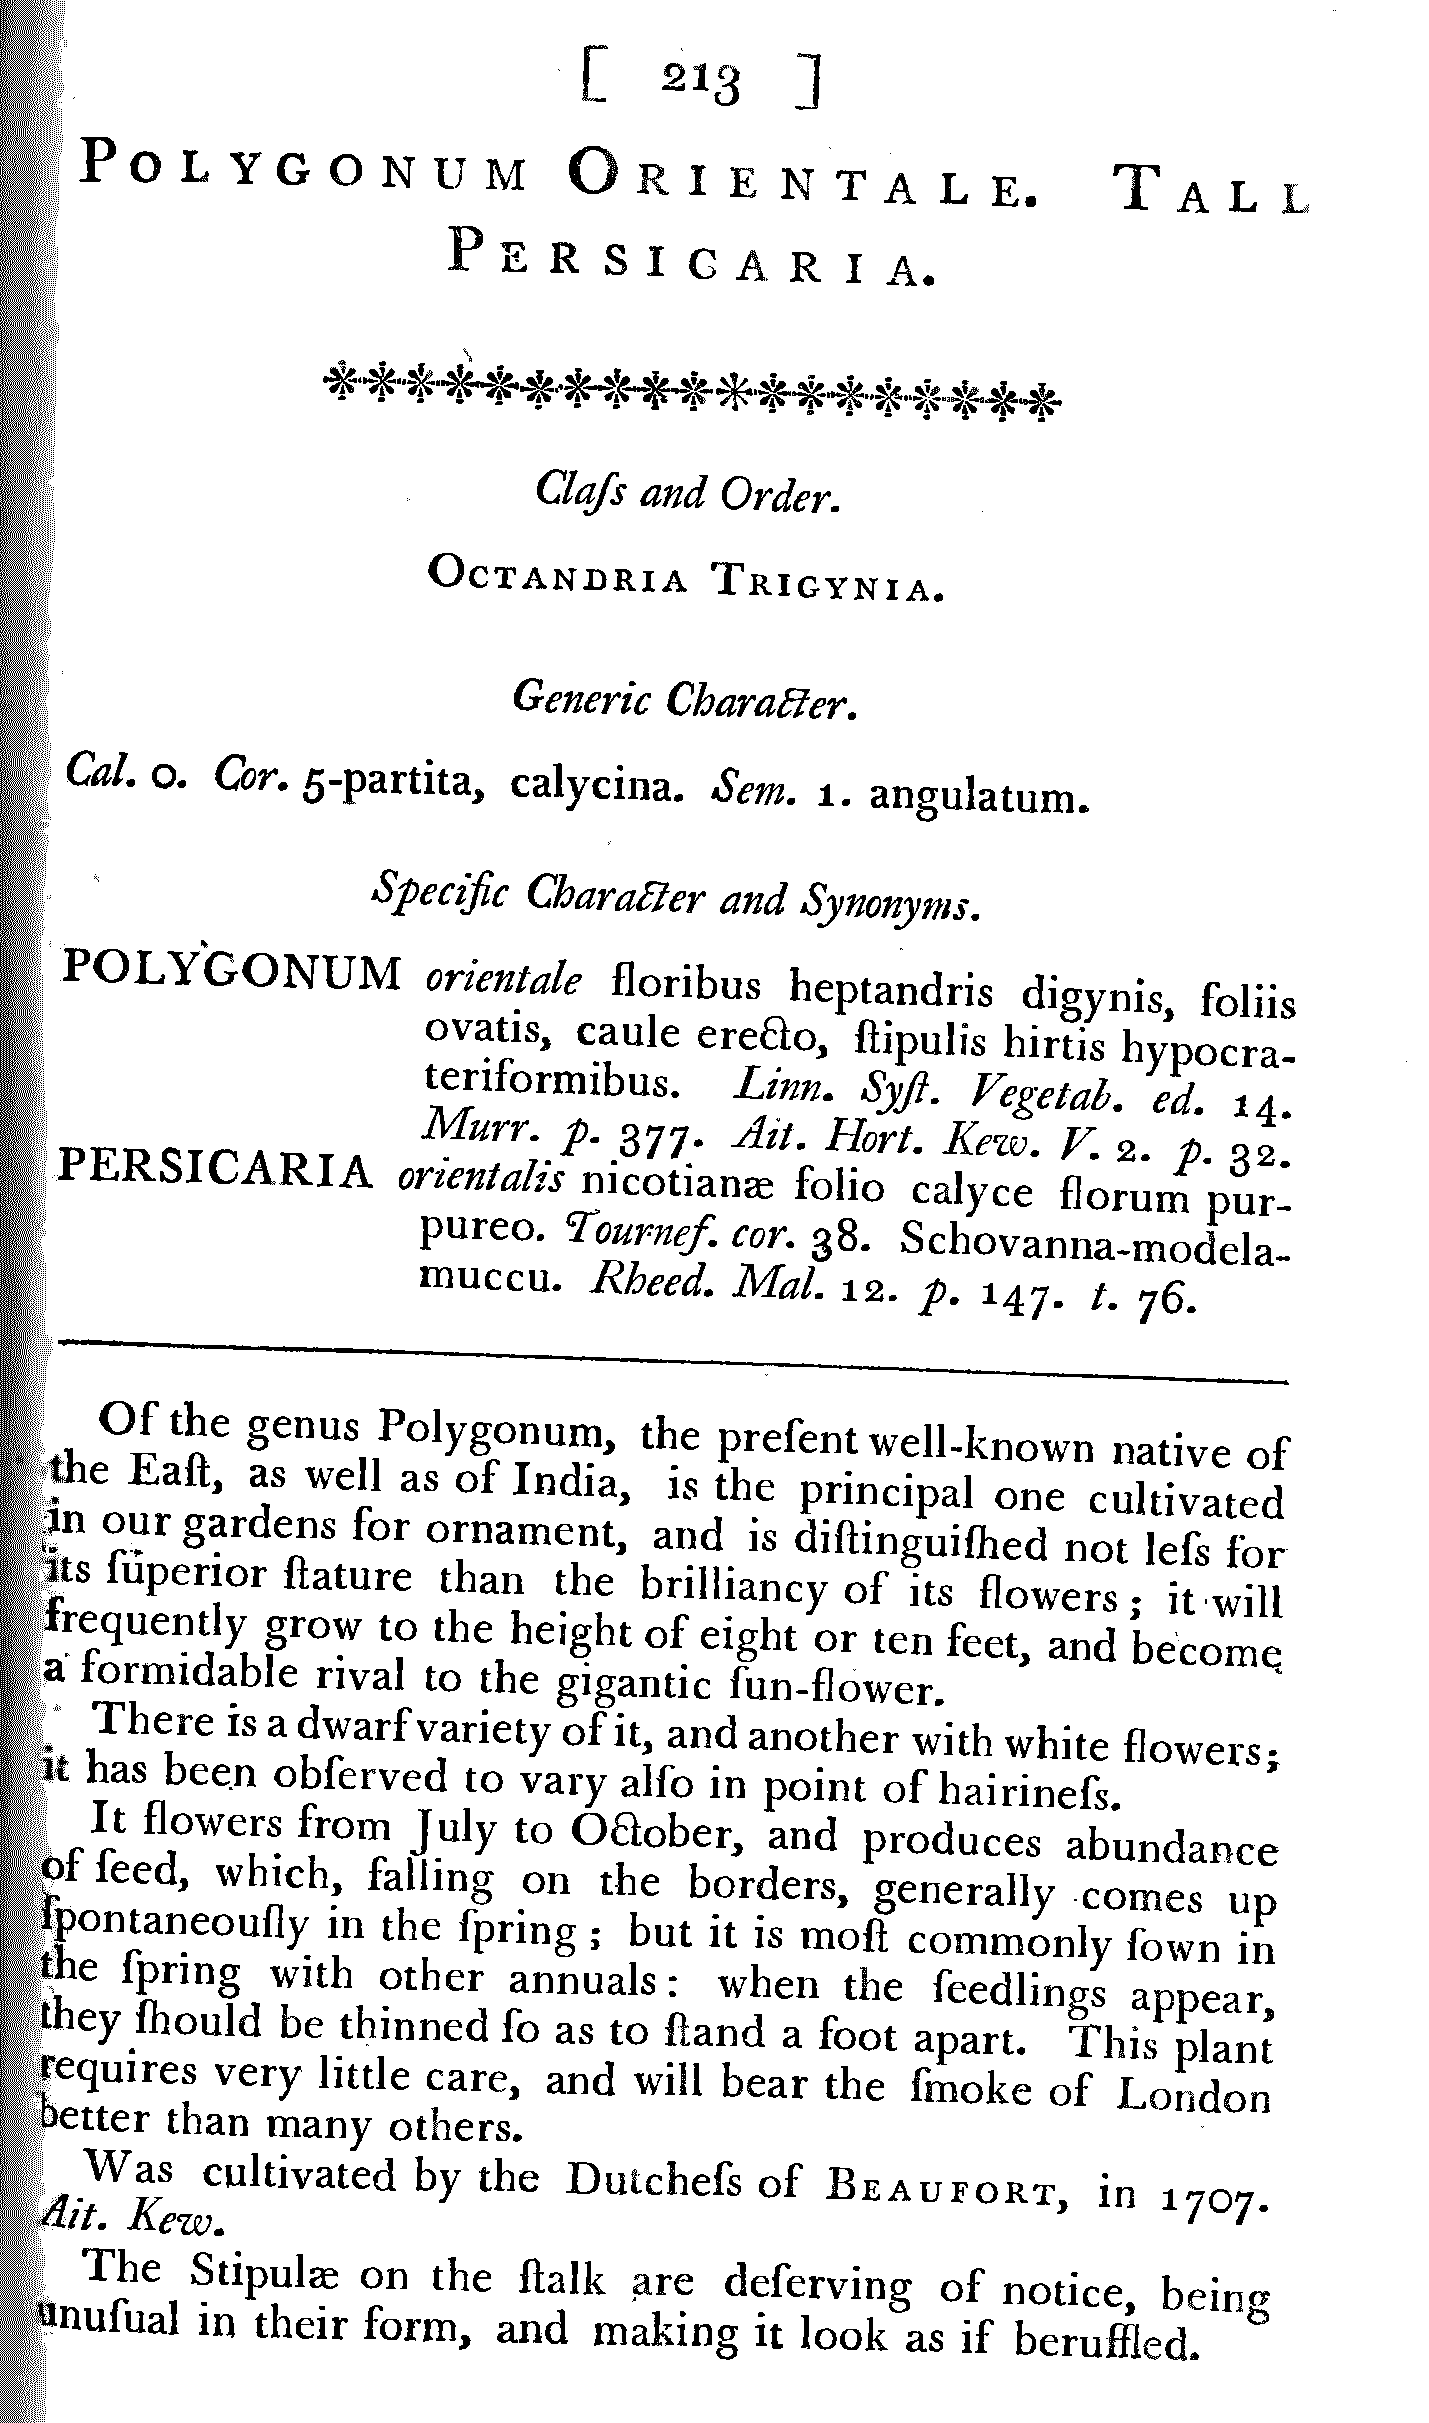 [ 213 ]
POLYGONUM ORIENTALE. TALL
PERSICARIA.
Claſs and Order.
OCTANDRIA TRIGYNIA.
Generic Character.
Cal. o. Cor. 5-partita, calycina. Sem. 1. angulatum.
Specific Character and Synonyms.
POLYGONUM orientale floribus heptandris digynis, foliis
ovatis, caule erecto, ſtipulis hirtis hypocra-
teriformibus. Linn. Syſt. Vegetab. ed. 14.
Murr. p. 377. Ait. Hort. Kew. V. 2. p. 32.
PERSICARIA orientalis nicotianæ folio calyce florum pur-
pureo. Tournef. cor. 38. Schovanna-modela-
muccu. Rheed. Mal. 12. p. 147. t. 76.
Of the genus Polygonum, the preſent well-known native of
the Eaſt, as well as of India, is the principal one cultivated
in our gardens for ornament, and is diſtinguiſhed not leſs for
its ſuperior ſtature than the brilliancy of its flowers; it will
frequently grow to the height of eight or ten feet, and become
a formidable rival to the gigantic ſun-flower.
There is a dwarf variety of it, and another with white flowers;
it has been obſerved to vary alſo in point of hairineſs.
It flowers from July to October, and produces abundance
of ſeed, which, falling on the borders, generally comes up
ſpontaneouſly in the ſpring; but it is moſt commonly ſown in
the ſpring with other annuals: when the ſeedlings appear,
they ſhould be thinned ſo as to ſtand a foot apart. This plant
requires very little care, and will bear the ſmoke of London
better than many others.
Was cultivated by the Dutcheſs of BEAUFORT, in 1707.
Ait. Kew.
The Stipulæ on the ſtalk are deſerving of notice, being
unuſual in their form, and making it look as if beruffled.